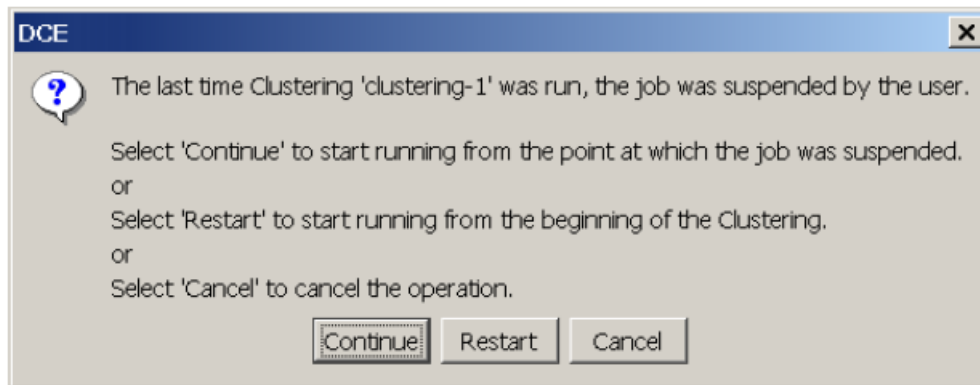 DCE
The last time Clustering 'clustering-1' was run, the job was suspended by the user.
Select 'Continue' to start running from the point at which the job was suspended.
or
Select 'Restart' to start running from the beginning of the Clustering.
or
Select 'Cancel' to cancel the operation.
Continue Restart Cancel